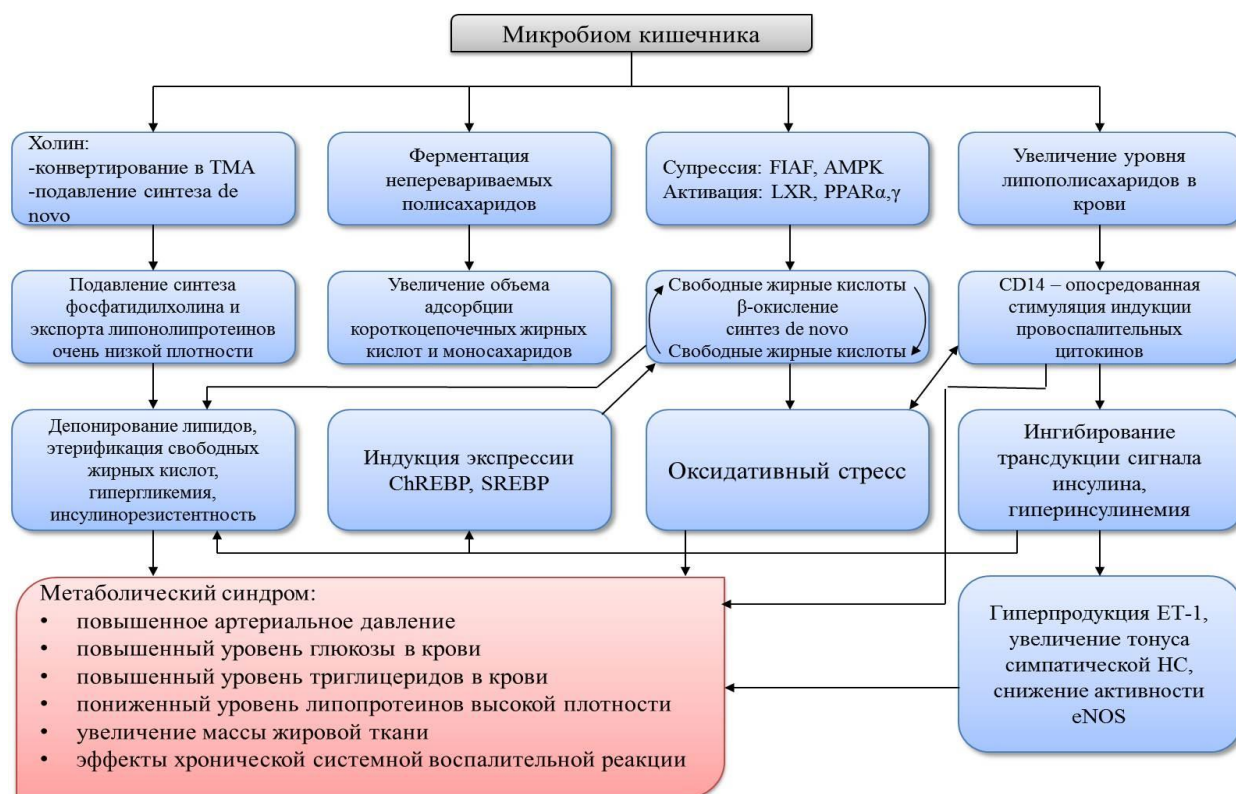 Микробиом кишечника
Холин:
-конвертирование в ТМА
-подавление синтеза de
novo
Ферментация
неперевариваемых
полисахаридов
Супрессия: FIAF, AMPK
Активация: LXR, PPARα,γ
Увеличение уровня
липополисахаридов в
крови
Подавление синтеза
фосфатидилхолина и
экспорта липонолипротеинов
очень низкой плотности
Увеличение объема
адсорбции
короткоцепочечных жирных
кислот и моносахаридов
Свободные жирные кислоты
β-окислении
синтез de novo
Свободные жирные кислоты
CD14 – опосредованная
стимуляция индукции
провоспалительных
цитокинов
Депонирование липидов,
этерификация свободных
жирных кислот,
гипергликемия,
инсулинорезистентность
Индукция экспрессии
ChREBP, SREBP
Оксидативный стресс
Ингибирование
трансдукции сигнала
инсулина,
гиперинсулинемия
Метаболический синдром:
• повышенное артериальное давление
• повышенный уровень глюкозы в крови
• повышенный уровень триглицеридов в крови
• пониженный уровень липопротеинов высокой плотности
• увеличение массы жировой ткани
• эффекты хронической системной воспалительной реакции
Гиперпродукция ЕТ-1,
увеличение тонуса
симпатической НС,
снижение активности
eNOS